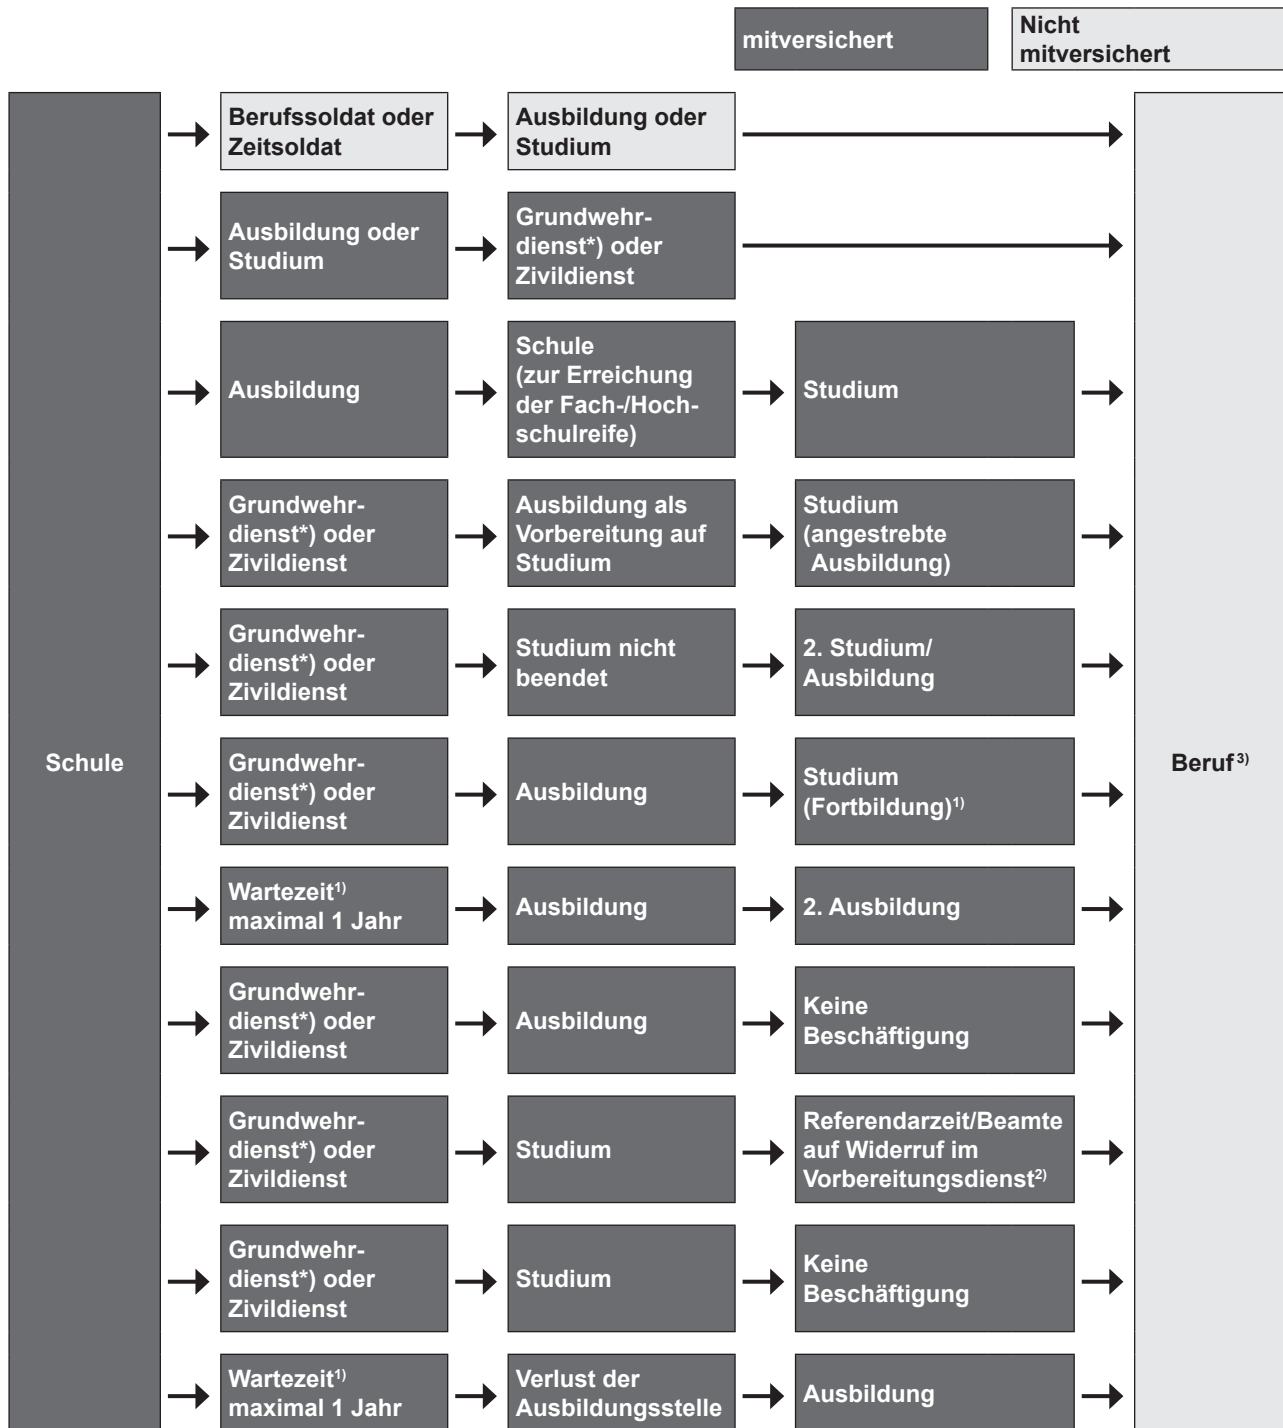 mitversichert
Nicht
mitversichert
Schule
Berufssoldat oder
Zeitsoldat
Ausbildung oder
Studium
Ausbildung oder
Studium
Grundwehr-
dienst*) oder
Zivildienst
Ausbildung
Schule
(zur Erreichung
der Fach-/Hoch-
schulreife)
Studium
Grundwehr-
dienst*) oder
Zivildienst
Ausbildung als
Vorbereitung auf
Studium
Studium
(angestrebte
Ausbildung)
Grundwehr-
dienst*) oder
Zivildienst
Studium nicht
beendet
2. Studium/
Ausbildung
Grundwehr-
dienst*) oder
Zivildienst
Ausbildung
Studium
(Fortbildung)1)
Wartezeit1)
maximal 1 Jahr
Ausbildung
2. Ausbildung
Grundwehr-
dienst*) oder
Zivildienst
Ausbildung
Keine
Beschäftigung
Grundwehr-
dienst*) oder
Zivildienst
Studium
Referendarzeit/Beamte
auf Widerruf im
Vorbereitungsdienst2)
Grundwehr-
dienst*) oder
Zivildienst
Studium
Keine
Beschäftigung
Wartezeit1)
maximal 1 Jahr
Verlust der
Ausbildungsstelle
Ausbildung
Beruf3)